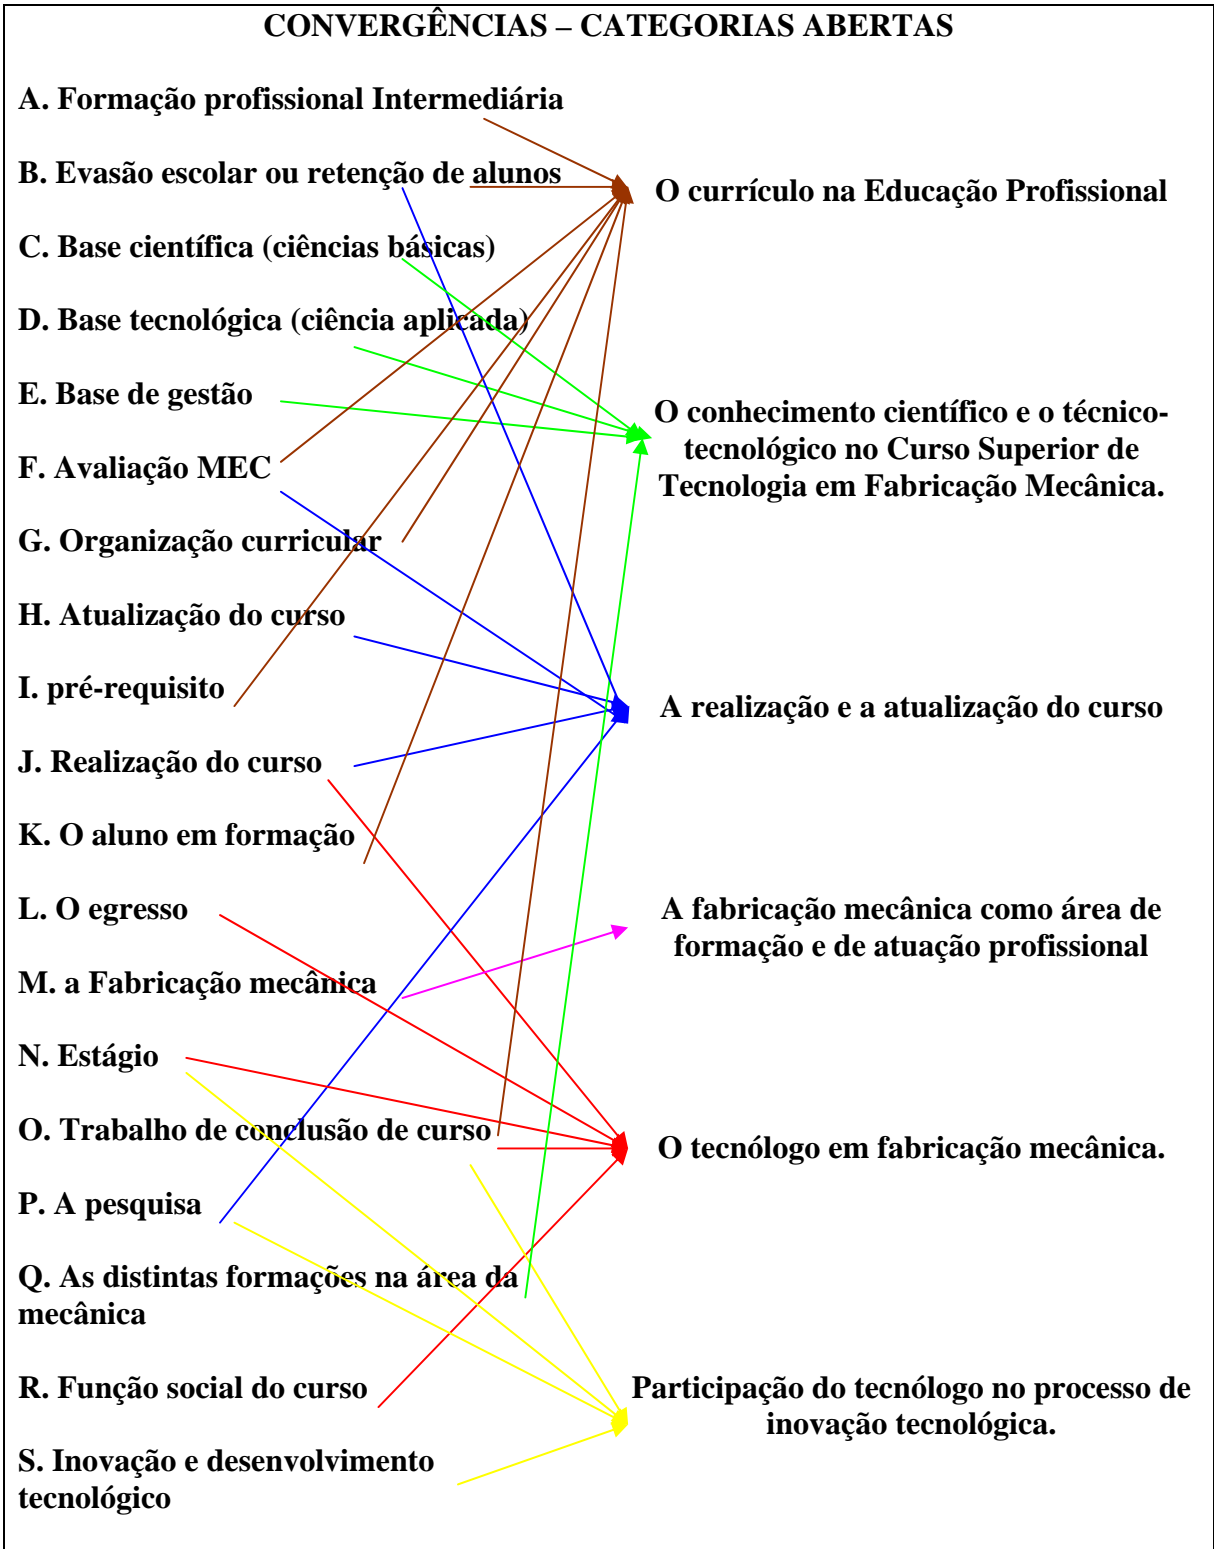 CONVERGÊNCIAS – CATEGORIAS ABERTAS
A. Formação profissional Intermediária
B. Evasão escolar ou retenção de alunos
C. Base científica (ciências básicas)
D. Base tecnológica (ciência aplicada)
E. Base de gestão
F. Avaliação MEC
G. Organização curricular
H. Atualização do curso
I. pré-requisito
J. Realização do curso
K. O aluno em formação
L. O egresso
M. a Fabricação mecânica
N. Estágio
O. Trabalho de conclusão de curso
P. A pesquisa
Q. As distintas formações na área da
mecânica
R. Função social do curso
S. Inovação e desenvolvimento
tecnológico
O currículo na Educação Profissional
O conhecimento científico e o técnico-
tecnológico no Curso Superior de
Tecnologia em Fabricação Mecânica.
A realização e a atualização do curso
A fabricação mecânica como área de
formação e de atuação profissional
O tecnólogo em fabricação mecânica.
Participação do tecnólogo no processo de
inovação tecnológica.